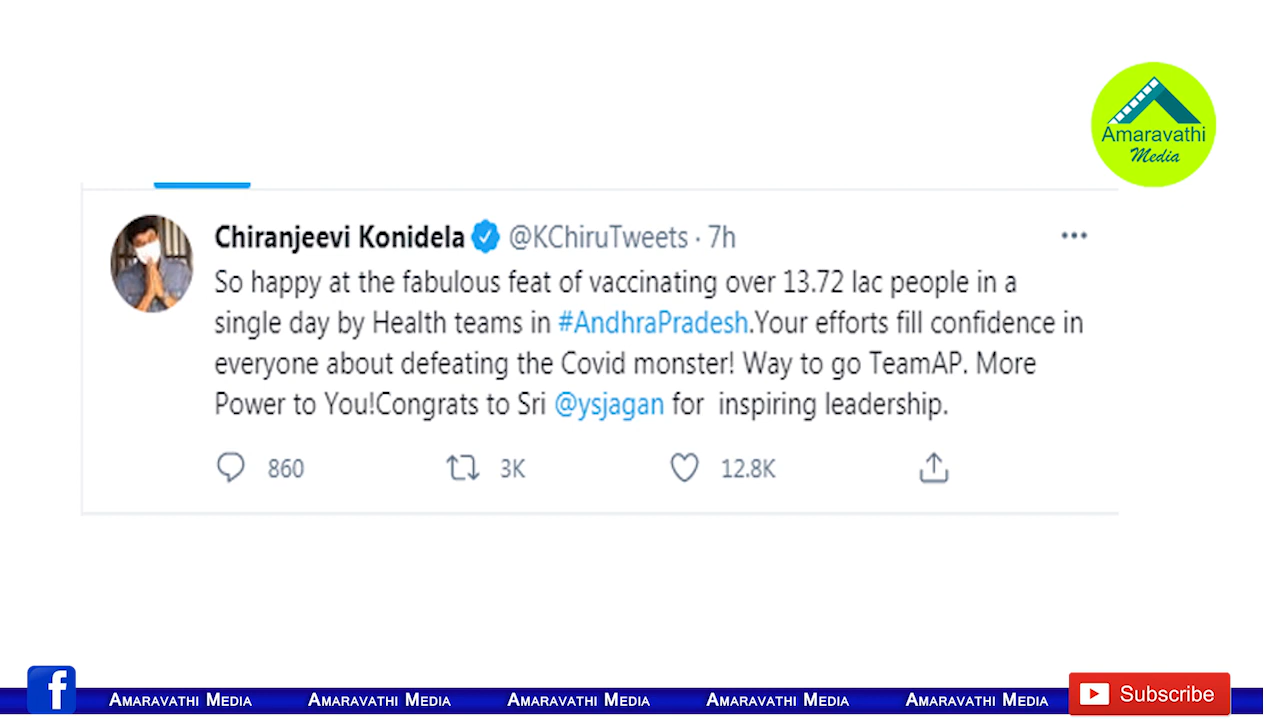 Amaravathi
Media
Chiranjeevi Konidela @KChiruTweets · 7h
So happy at the fabulous feat of vaccinating over 13.72 lac people in a
single day by Health teams in #AndhraPradesh.Your efforts fill confidence in
everyone about defeating the Covid monster! Way to go TeamAP. More
Power to You!Congrats to Sri @ysjagan for inspiring leadership.
860 3K 12.8K
f Amaravathi Media Amaravathi Media Amaravathi Media Amaravathi Media Amaravathi Media Subscribe